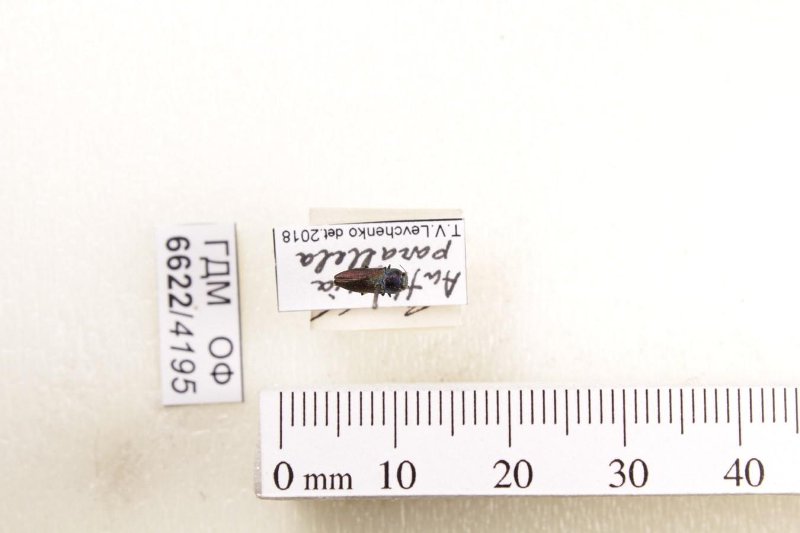 ГДМ ОФ
6622/4195
parallela
T.V.Levchenko det.2018
0 mm 10 20 30 40